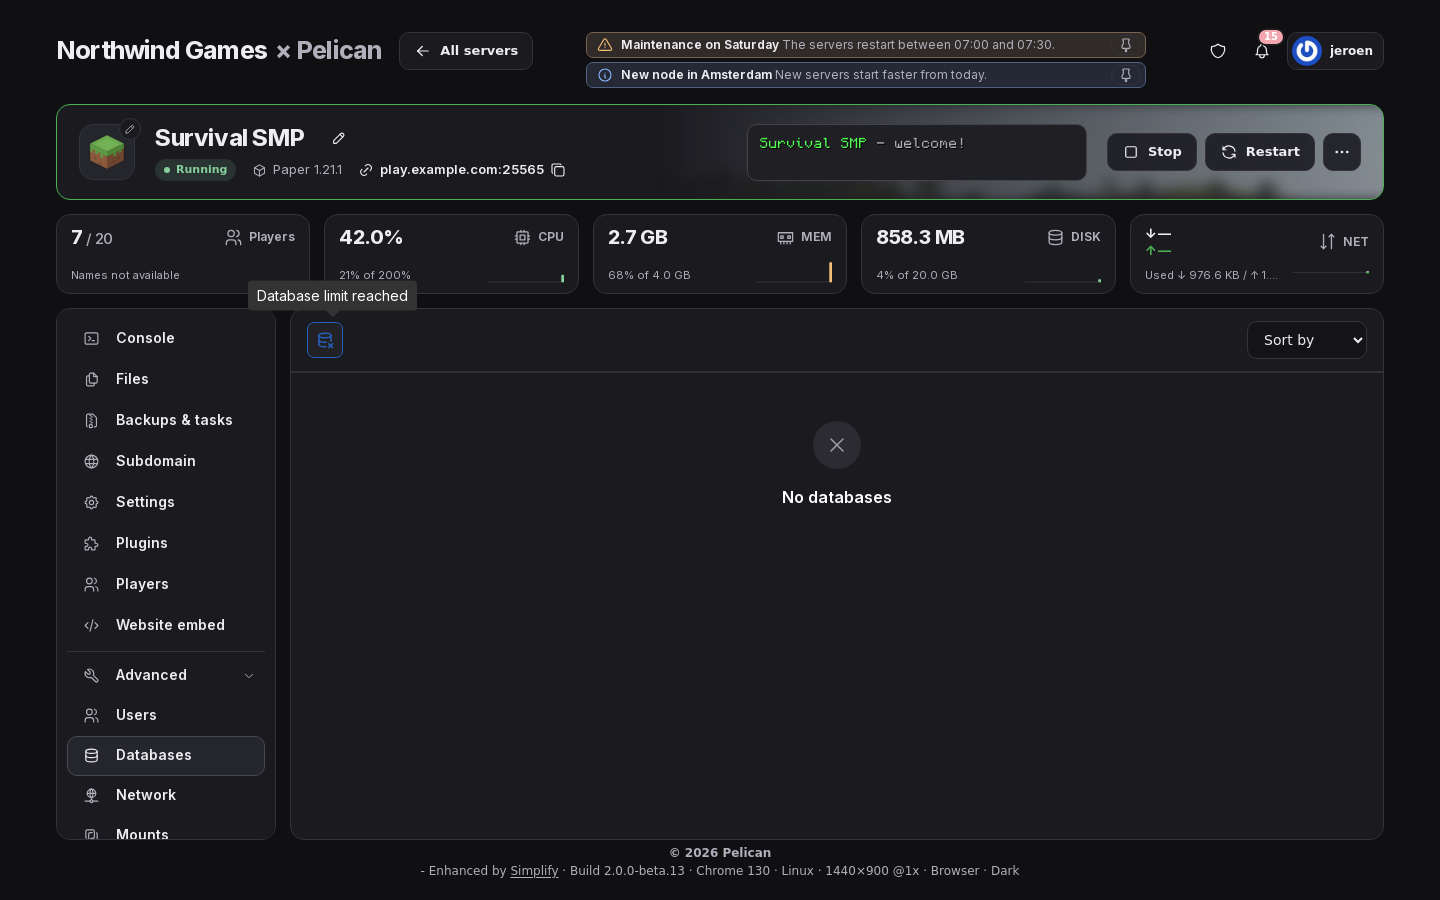 Northwind Games × Pelican
All servers
Maintenance on Saturday The servers restart between 07:00 and 07:30.
New node in Amsterdam New servers start faster from today.
15
jeroen
Survival SMP
Running
Paper 1.21.1
play.example.com:25565
Survival SMP – welcome!
Stop
Restart
7 / 20
Players
Names not available
42.0%
CPU
21% of 200%
2.7 GB
MEM
68% of 4.0 GB
858.3 MB
DISK
4% of 20.0 GB
↓—
↑—
NET
Used ↓ 976.6 KB / ↑ 1....
Database limit reached
Console
Files
Backups & tasks
Subdomain
Settings
Plugins
Players
Website embed
Advanced
Users
Databases
Network
Mounts
Sort by
No databases
© 2026 Pelican
- Enhanced by Simplify · Build 2.0.0-beta.13 · Chrome 130 · Linux · 1440×900 @1x · Browser · Dark